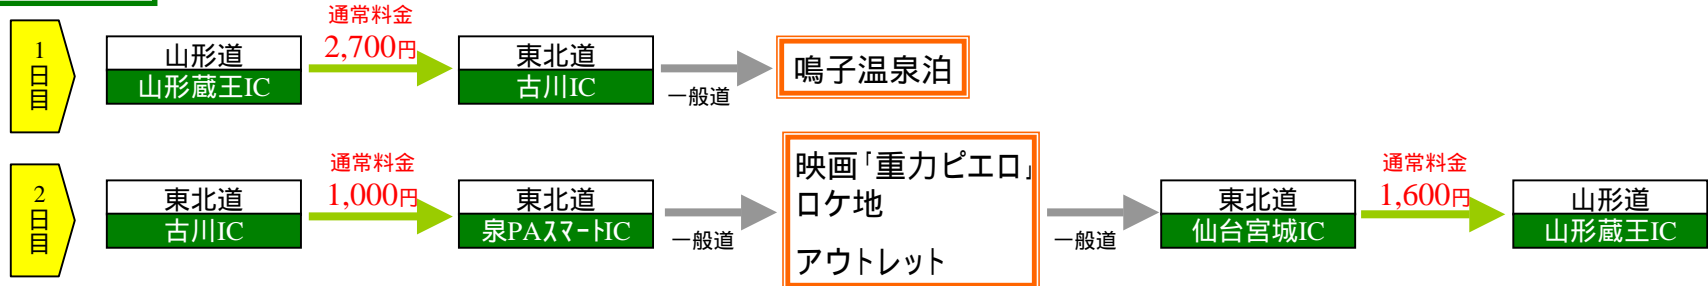 1日目
山形道
山形蔵王IC
通常料金
2,700円
東北道
古川IC
一般道
鳴子温泉泊
2日目
東北道
古川IC
通常料金
1,000円
東北道
泉PAスマートIC
一般道
映画「重力ピエロ」
ロケ地
アウトレット
一般道
東北道
仙台宮城IC
通常料金
1,600円
山形道
山形蔵王IC